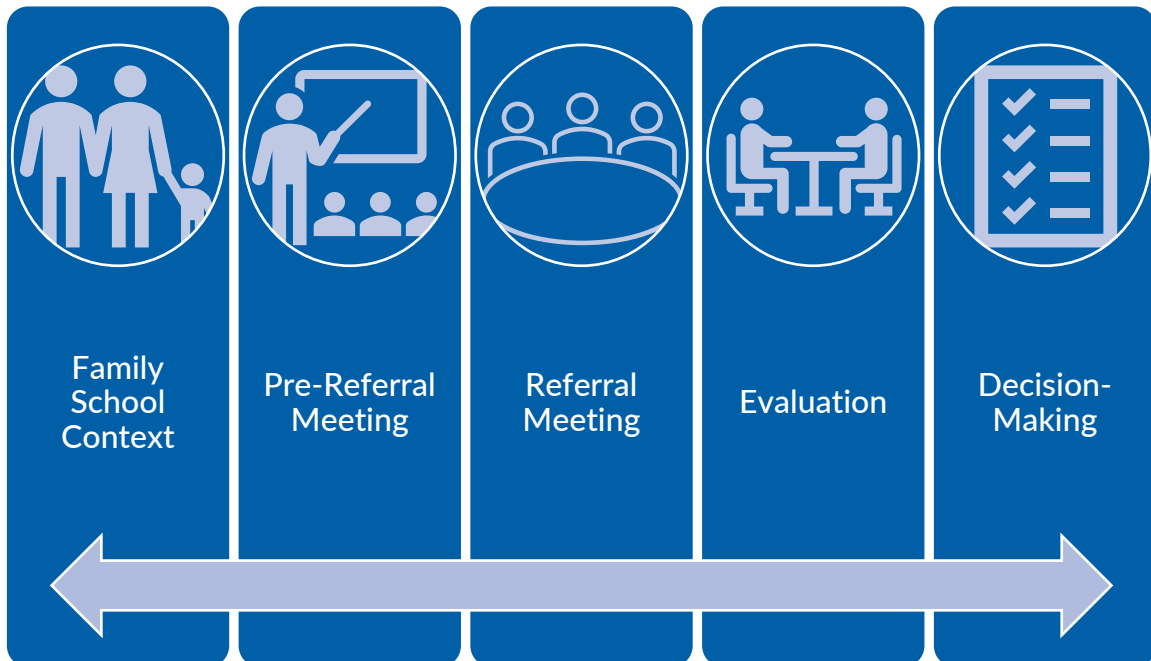 Family
School
Context
Pre-Referral
Meeting
Referral
Meeting
Evaluation
Decision-
Making